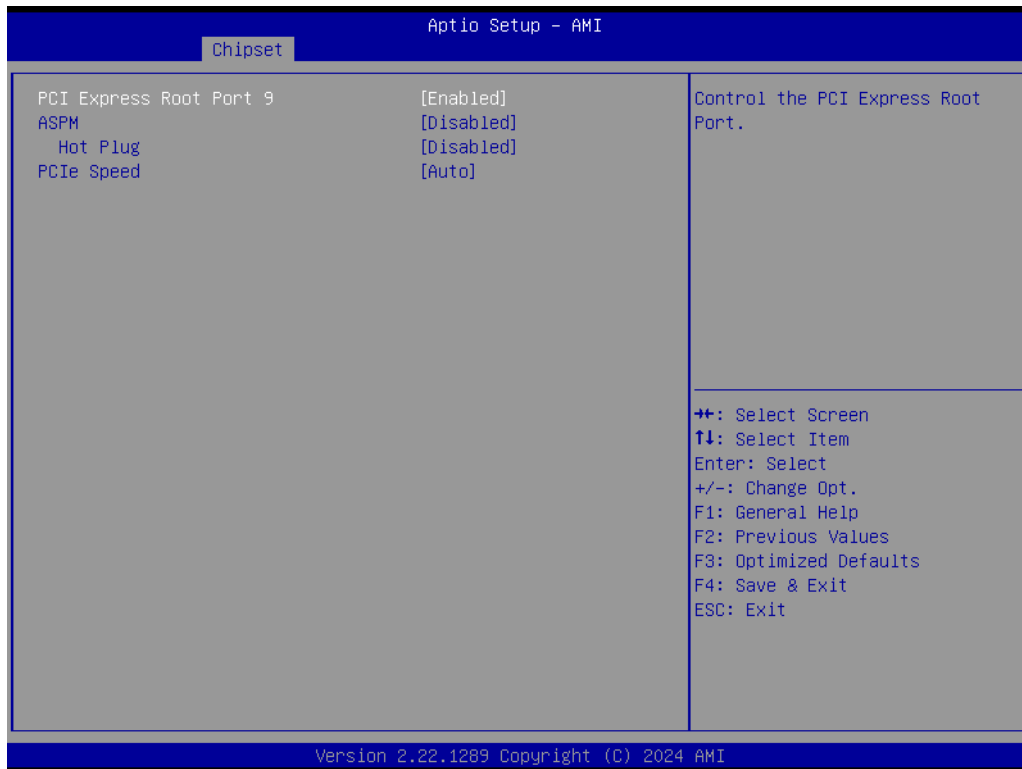 Aptio Setup - AMI
Chipset
PCI Express Root Port 9 [Enabled]
ASPM [Disabled]
Hot Plug [Disabled]
PCIe Speed [Auto]
Control the PCI Express Root
Port.
→←: Select Screen
↑↓: Select Item
Enter: Select
+/-: Change Opt.
F1: General Help
F2: Previous Values
F3: Optimized Defaults
F4: Save & Exit
ESC: Exit
Version 2.22.1289 Copyright (C) 2024 AMI